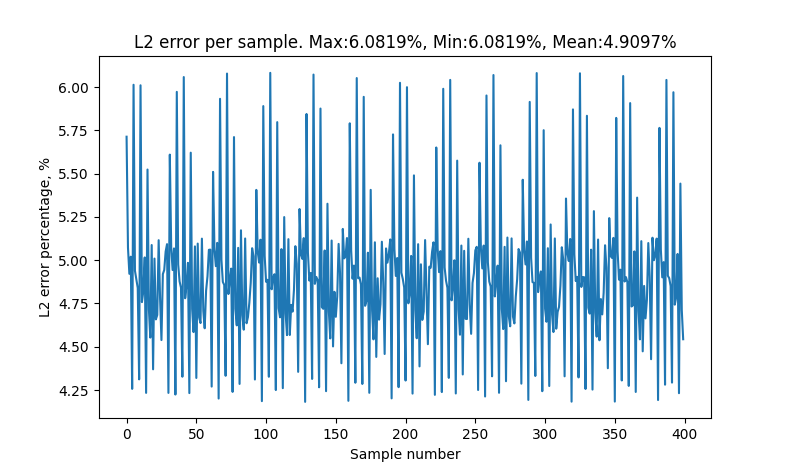 L2 error per sample. Max:6.0819%, Min:6.0819%, Mean:4.9097%
L2 error percentage, %
6.00
5.75
5.50
5.25
5.00
4.75
4.50
4.25
0 50 100 150 200 250 300 350 400
Sample number